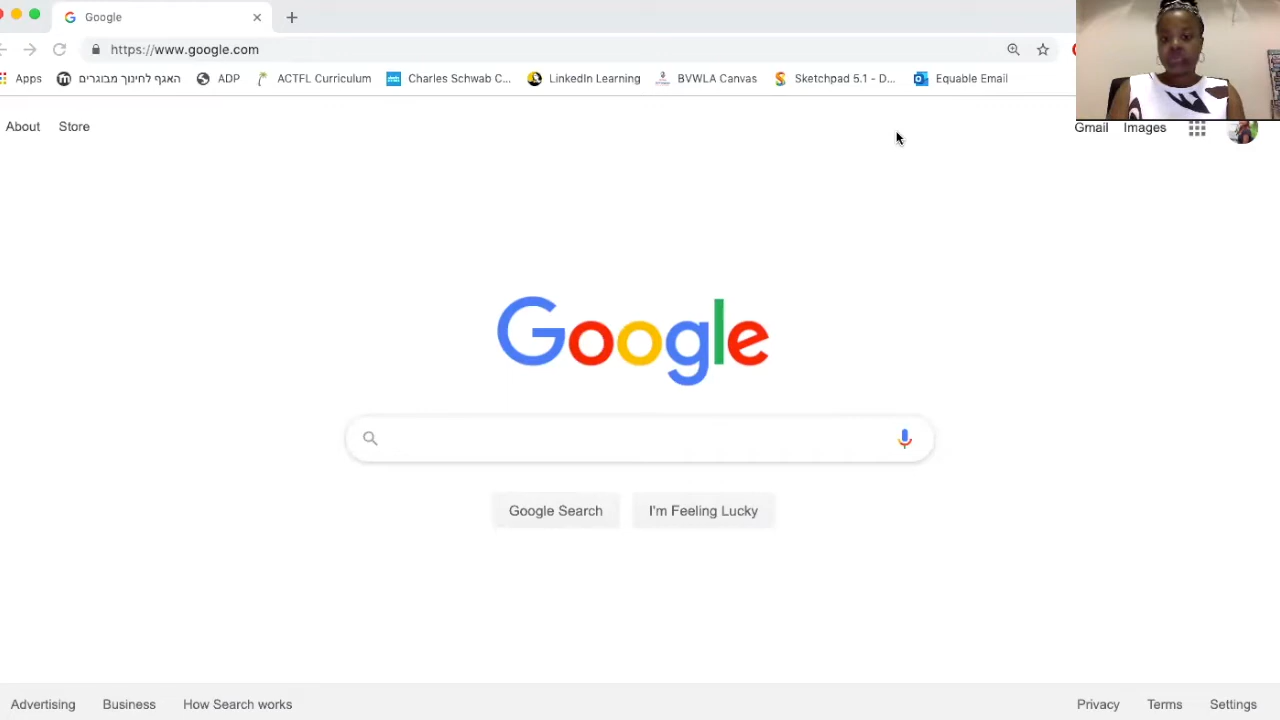 Google
https://www.google.com
Apps האגף לחינוך מבוגרים ADP ACTFL Curriculum Charles Schwab C... LinkedIn Learning BVWLA Canvas Sketchpad 5.1 - D... Equable Email
About Store Gmail Images
Google
Google Search I'm Feeling Lucky
Advertising Business How Search works Privacy Terms Settings